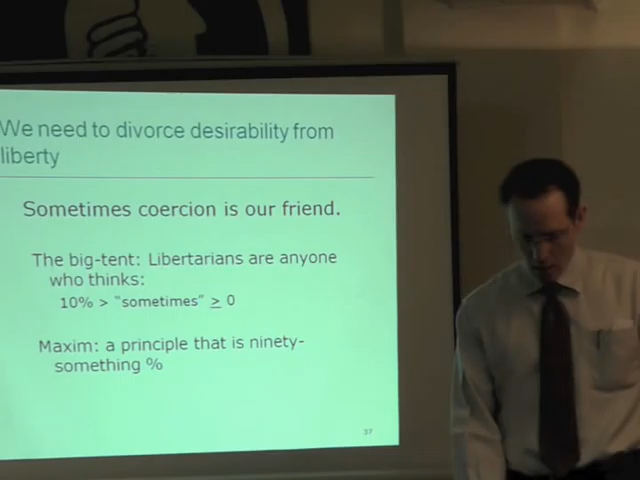 We need to divorce desirability from
liberty
Sometimes coercion is our friend.
The big-tent: Libertarians are anyone
who thinks:
10% > "sometimes" ≥ 0
Maxim: a principle that is ninety-
something %
37